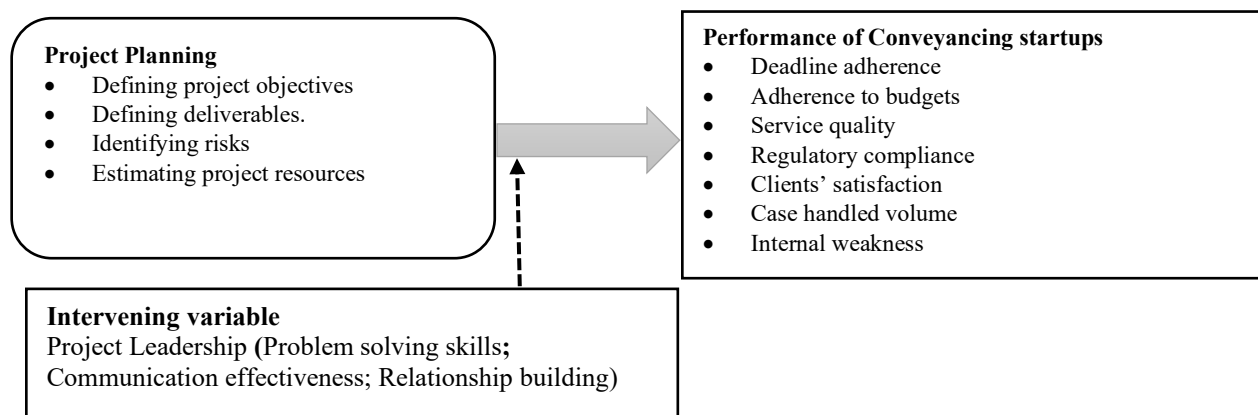 Project Planning
• Defining project objectives
• Defining deliverables.
• Identifying risks
• Estimating project resources
Performance of Conveyancing startups
• Deadline adherence
• Adherence to budgets
• Service quality
• Regulatory compliance
• Clients’ satisfaction
• Case handled volume
• Internal weakness
Intervening variable
Project Leadership (Problem solving skills;
Communication effectiveness; Relationship building)